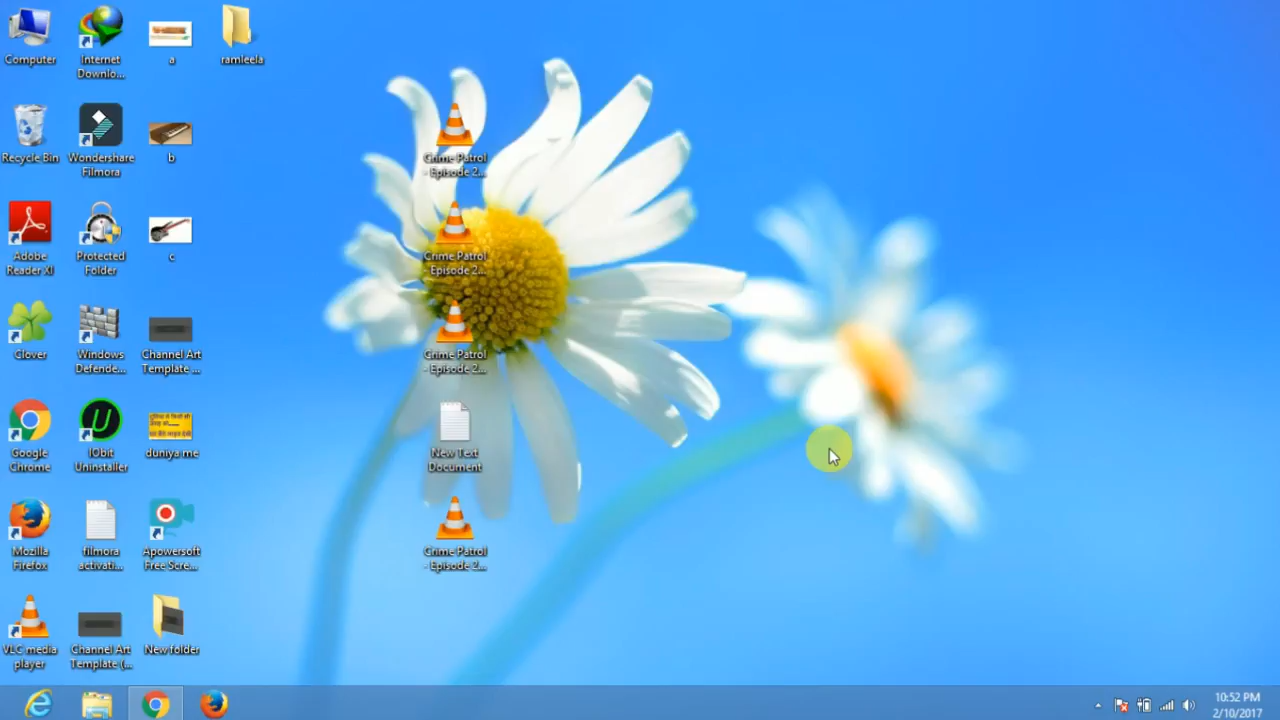 Computer
Internet
Downlo...
a
ramleela
Recycle Bin
Wondershare
Filmora
b
Crime Patrol
- Episode 2...
Adobe
Reader XI
Protected
Folder
c
Crime Patrol
- Episode 2...
Clover
Windows
Defende...
Channel Art
Template ...
Crime Patrol
- Episode 2...
Google
Chrome
IObit
Uninstaller
duniya me
New Text
Document
Mozilla
Firefox
filmora
activati...
Apowersoft
Free Scre...
Crime Patrol
- Episode 2...
VLC media
player
Channel Art
Template (...
New folder
10:52 PM
2/10/2017